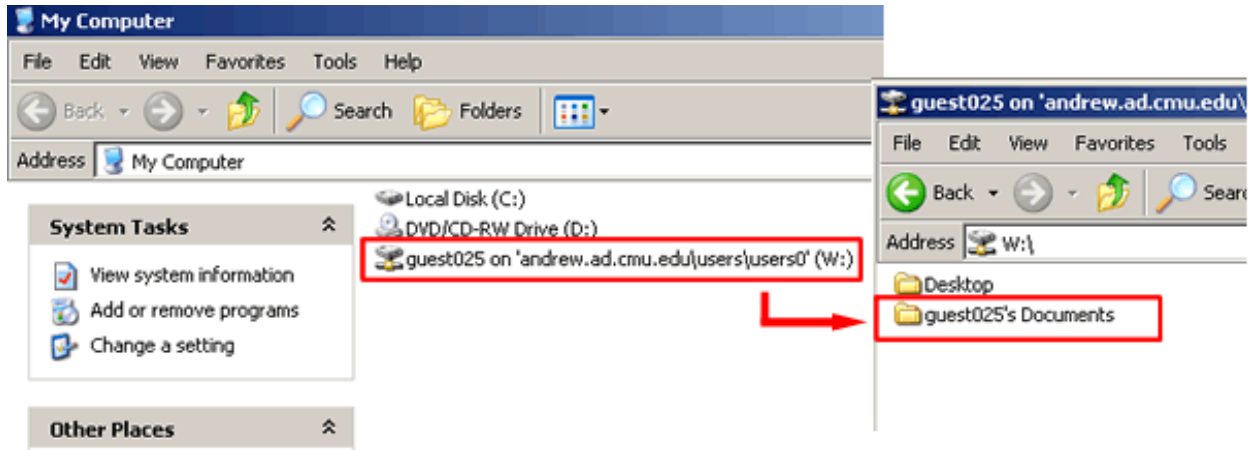 My Computer
File Edit View Favorites Tools Help
Back Search Folders
Address My Computer
System Tasks
View system information
Add or remove programs
Change a setting
Other Places
Local Disk (C:)
DVD/CD-RW Drive (D:)
guest025 on 'andrew.ad.cmu.edu\users\users0' (W:)
guest025 on 'andrew.ad.cmu.edu\
File Edit View Favorites Tools
Back Sear
Address W:\
Desktop
guest025's Documents